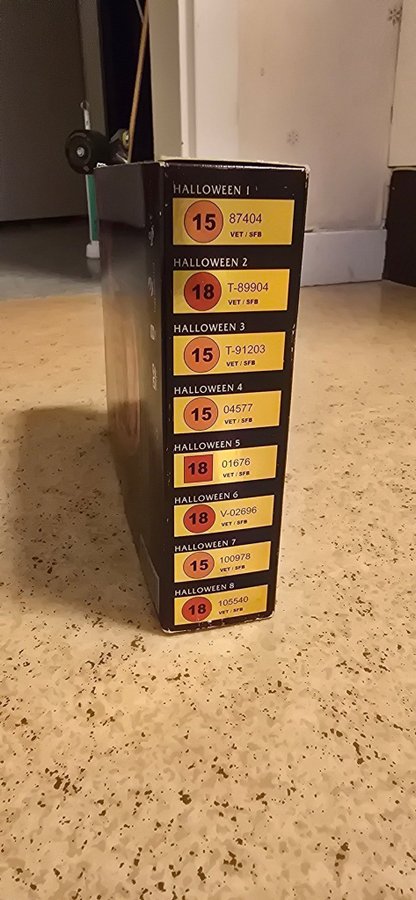 HALLOWEEN 1
15 87404
VET / SFB
HALLOWEEN 2
18 T-89904
VET / SFB
HALLOWEEN 3
15 T-91203
VET / SFB
HALLOWEEN 4
15 04577
VET / SFB
HALLOWEEN 5
18 01676
VET / SFB
HALLOWEEN 6
18 V-02696
VET / SFB
HALLOWEEN 7
15 100978
VET / SFB
HALLOWEEN 8
18 105540
VET / SFB